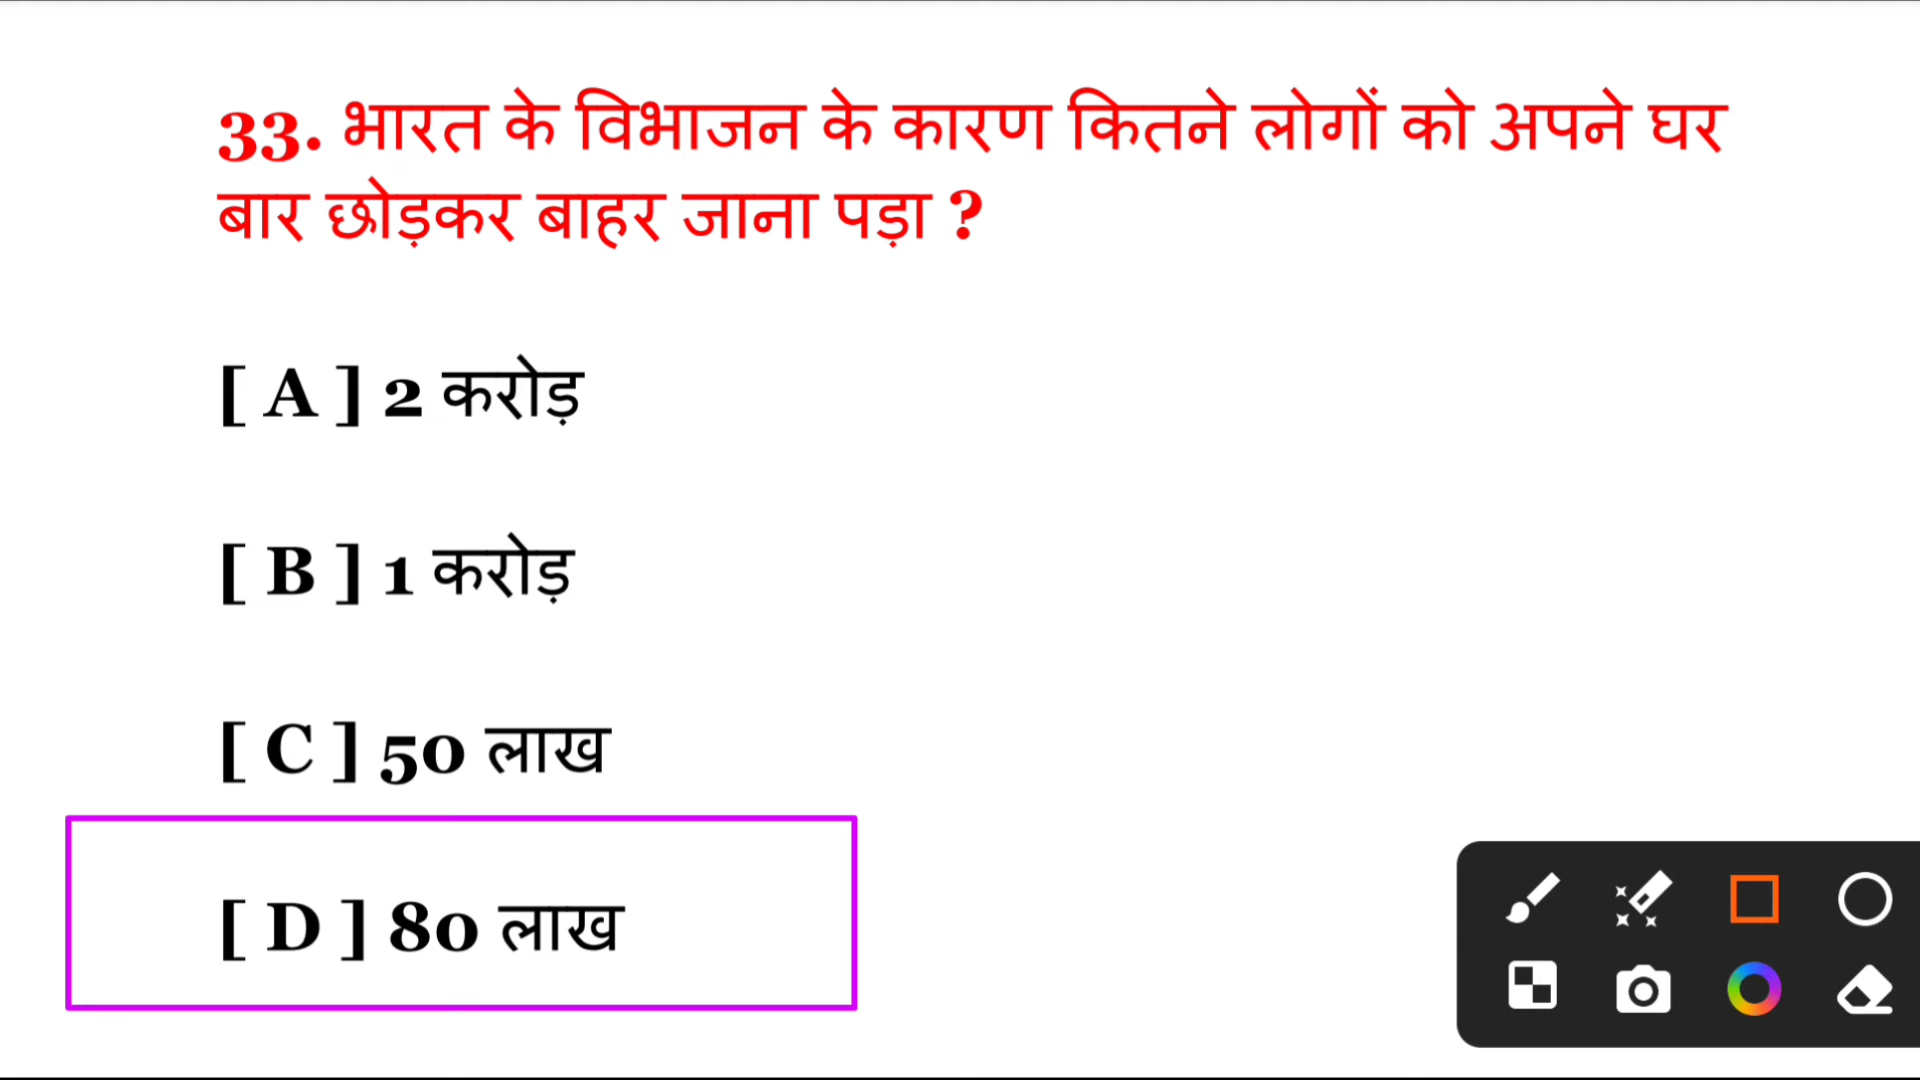 33. भारत के विभाजन के कारण कितने लोगों को अपने घर
बार छोड़कर बाहर जाना पड़ा ?
[ A ] 2 करोड़
[ B ] 1 करोड़
[ C ] 50 लाख
[ D ] 80 लाख